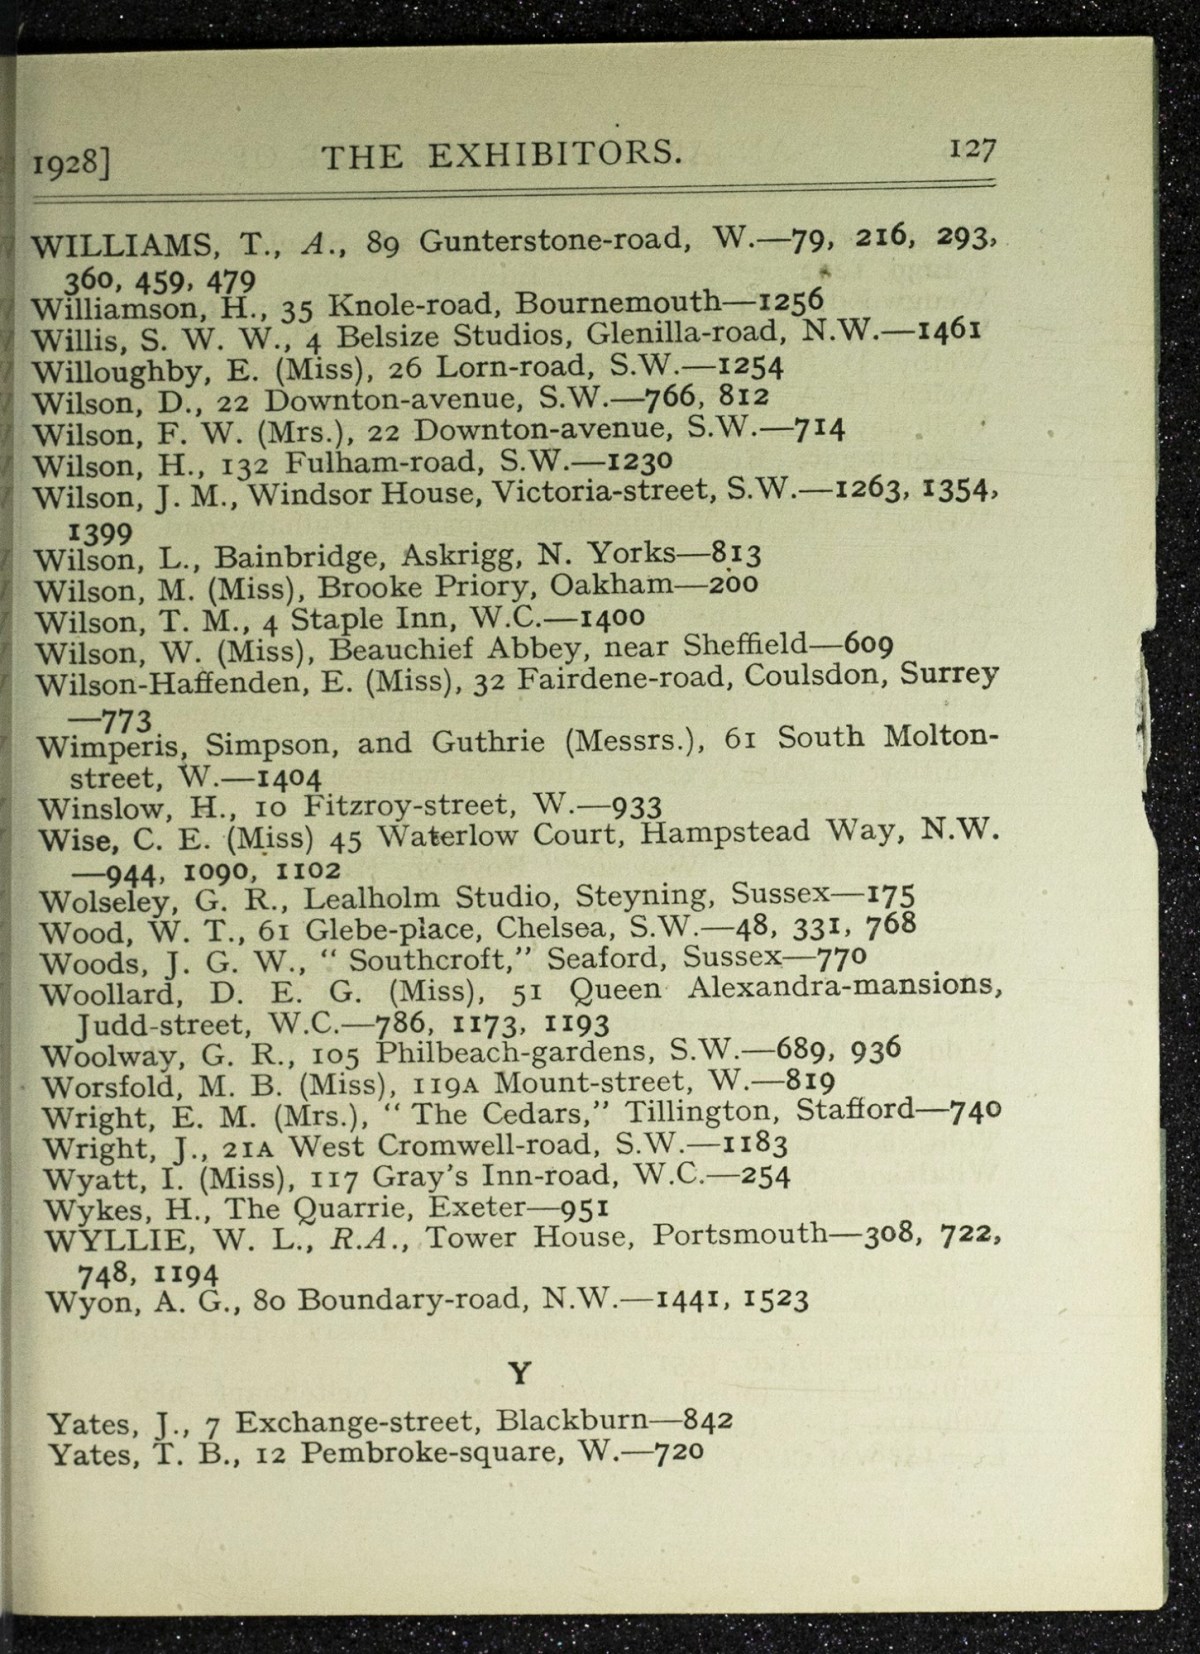 1928] THE EXHIBITORS. 127
WILLIAMS, T., A., 89 Gunterstone-road, W.—79, 216, 293,
360, 459, 479
Williamson, H., 35 Knole-road, Bournemouth—1256
Willis, S. W. W., 4 Belsize Studios, Glenilla-road, N.W.—1461
Willoughby, E. (Miss), 26 Lorn-road, S.W.—1254
Wilson, D., 22 Downton-avenue, S.W.—766, 812
Wilson, F. W. (Mrs.), 22 Downton-avenue, S.W.—714
Wilson, H., 132 Fulham-road, S.W.—1230
Wilson, J. M., Windsor House, Victoria-street, S.W.—1263, 1354,
1399
Wilson, L., Bainbridge, Askrigg, N. Yorks—813
Wilson, M. (Miss), Brooke Priory, Oakham—200
Wilson, T. M., 4 Staple Inn, W.C.—1400
Wilson, W. (Miss), Beauchief Abbey, near Sheffield—609
Wilson-Haffenden, E. (Miss), 32 Fairdene-road, Coulsdon, Surrey
—773
Wimperis, Simpson, and Guthrie (Messrs.), 61 South Molton-
street, W.—1404
Winslow, H., 10 Fitzroy-street, W.—933
Wise, C. E. (Miss) 45 Waterlow Court, Hampstead Way, N.W.
—944, 1090, 1102
Wolseley, G. R., Lealholm Studio, Steyning, Sussex—175
Wood, W. T., 61 Glebe-place, Chelsea, S.W.—48, 331, 768
Woods, J. G. W., “ Southcroft,” Seaford, Sussex—770
Woollard, D. E. G. (Miss), 51 Queen Alexandra-mansions,
Judd-street, W.C.—786, 1173, 1193
Woolway, G. R., 105 Philbeach-gardens, S.W.—689, 936
Worsfold, M. B. (Miss), 119A Mount-street, W.—819
Wright, E. M. (Mrs.), “ The Cedars,” Tillington, Stafford—740
Wright, J., 21A West Cromwell-road, S.W.—1183
Wyatt, I. (Miss), 117 Gray’s Inn-road, W.C.—254
Wykes, H., The Quarrie, Exeter—951
WYLLIE, W. L., R.A., Tower House, Portsmouth—308, 722,
748, 1194
Wyon, A. G., 80 Boundary-road, N.W.—1441, 1523
Y
Yates, J., 7 Exchange-street, Blackburn—842
Yates, T. B., 12 Pembroke-square, W.—720